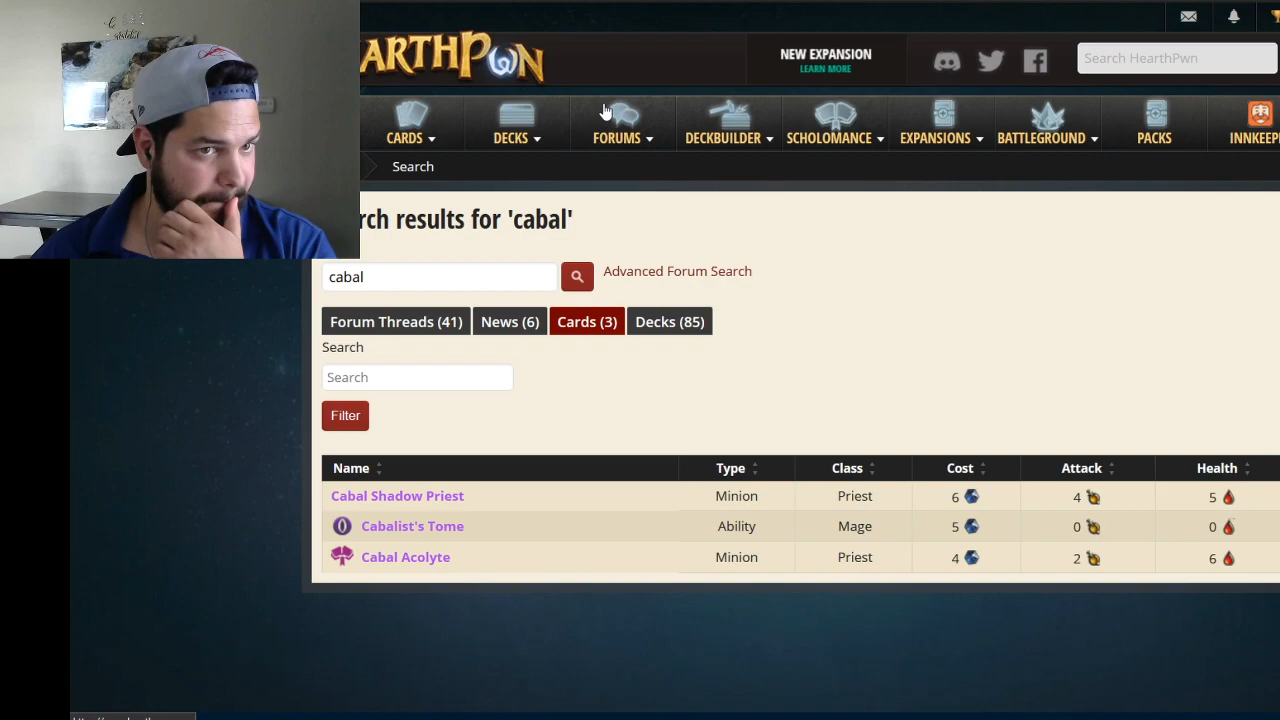 EARTHPWN
NEW EXPANSION
LEARN MORE
Search HearthPwn
CARDS
DECKS
FORUMS
DECKBUILDER
SCHOLOMANCE
EXPANSIONS
BATTLEGROUND
PACKS
INNKEEP
Search
rch results for 'cabal'
cabal
Advanced Forum Search
Forum Threads (41) News (6) Cards (3) Decks (85)
Search
Search
Filter
Name Type Class Cost Attack Health
Cabal Shadow Priest Minion Priest 6 4 5
Cabalist's Tome Ability Mage 5 0 0
Cabal Acolyte Minion Priest 4 2 6